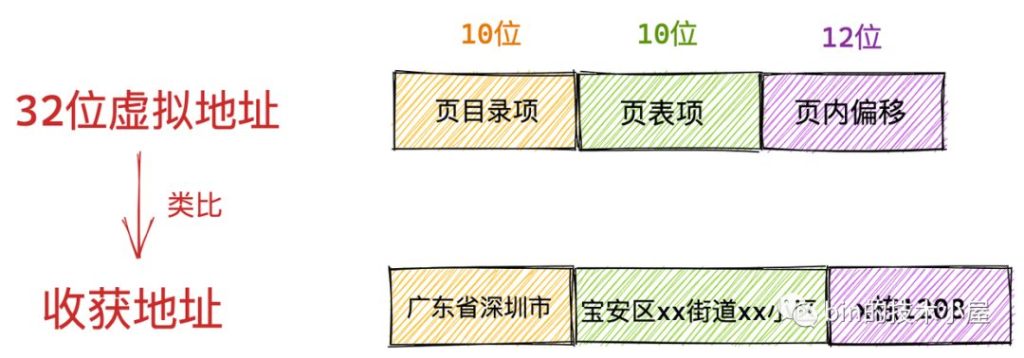 10位 10位 12位
32位虚拟地址 页目录项 页表项 页内偏移
类比
收获地址 广东省深圳市 宝安区xx街道xx小
bin的技术小屋